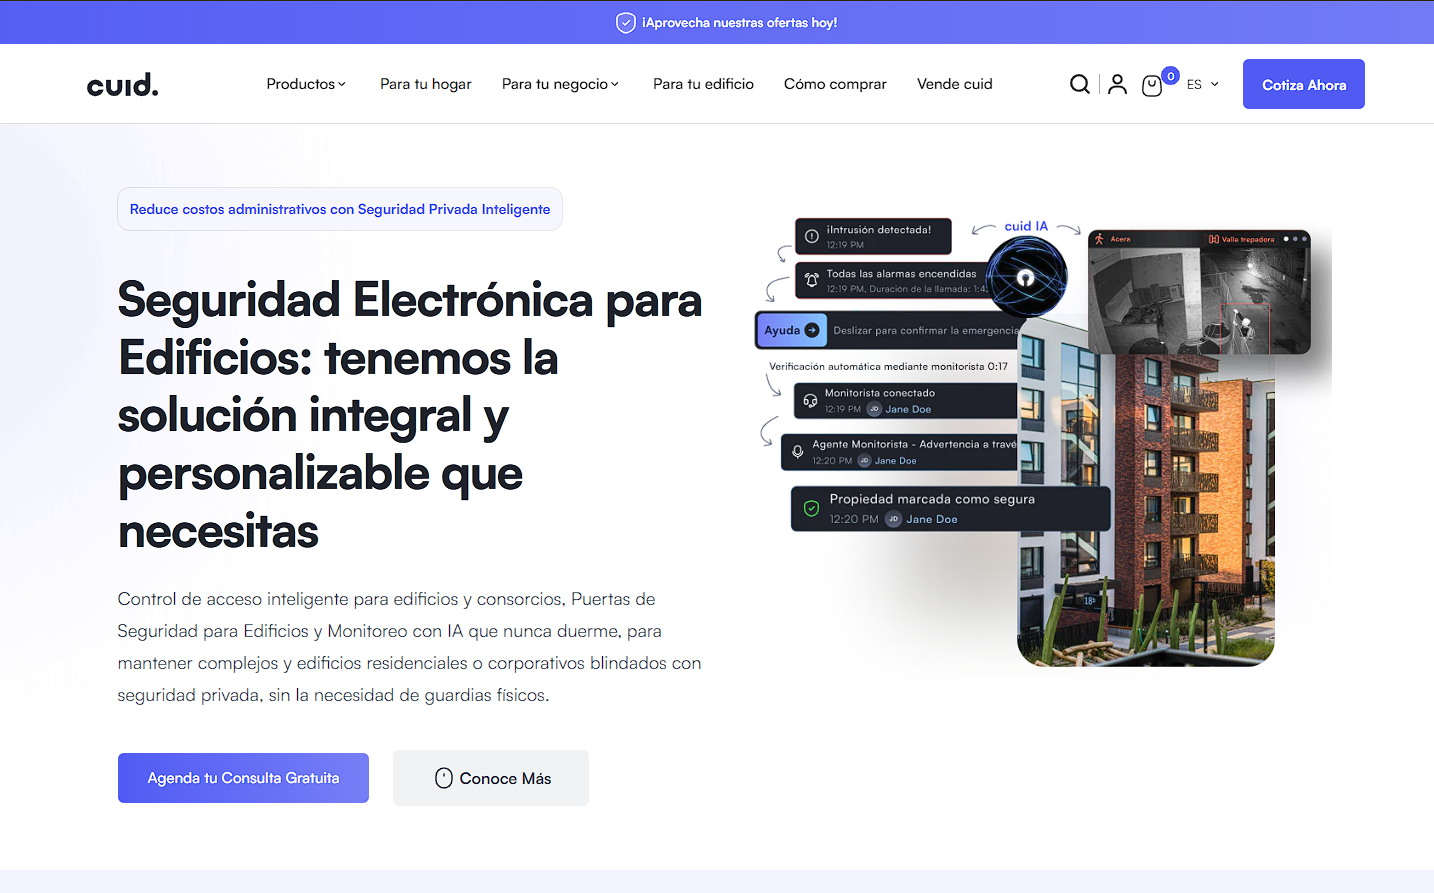 ¡Aprovecha nuestras ofertas hoy!
cuid.
Productos
Para tu hogar
Para tu negocio
Para tu edificio
Cómo comprar
Vende cuid
0
ES
Cotiza Ahora
Reduce costos administrativos con Seguridad Privada Inteligente
Seguridad Electrónica para
Edificios: tenemos la
solución integral y
personalizable que
necesitas
Control de acceso inteligente para edificios y consorcios, Puertas de
Seguridad para Edificios y Monitoreo con IA que nunca duerme, para
mantener complejos y edificios residenciales o corporativos blindados con
seguridad privada, sin la necesidad de guardias físicos.
Agenda tu Consulta Gratuita
Conoce Más
¡Intrusión detectada!
12:19 PM
cuid IA
Acera
Valla trepadora
Todas las alarmas encendidas
12:19 PM, Duración de la llamada: 1:4
Ayuda
Deslizar para confirmar la emergencia
Verificación automática mediante monitorista 0:17
Monitorista conectado
12:19 PM JD Jane Doe
Agente Monitorista - Advertencia a travé
12:20 PM JD Jane Doe
Propiedad marcada como segura
12:20 PM JD Jane Doe
18b